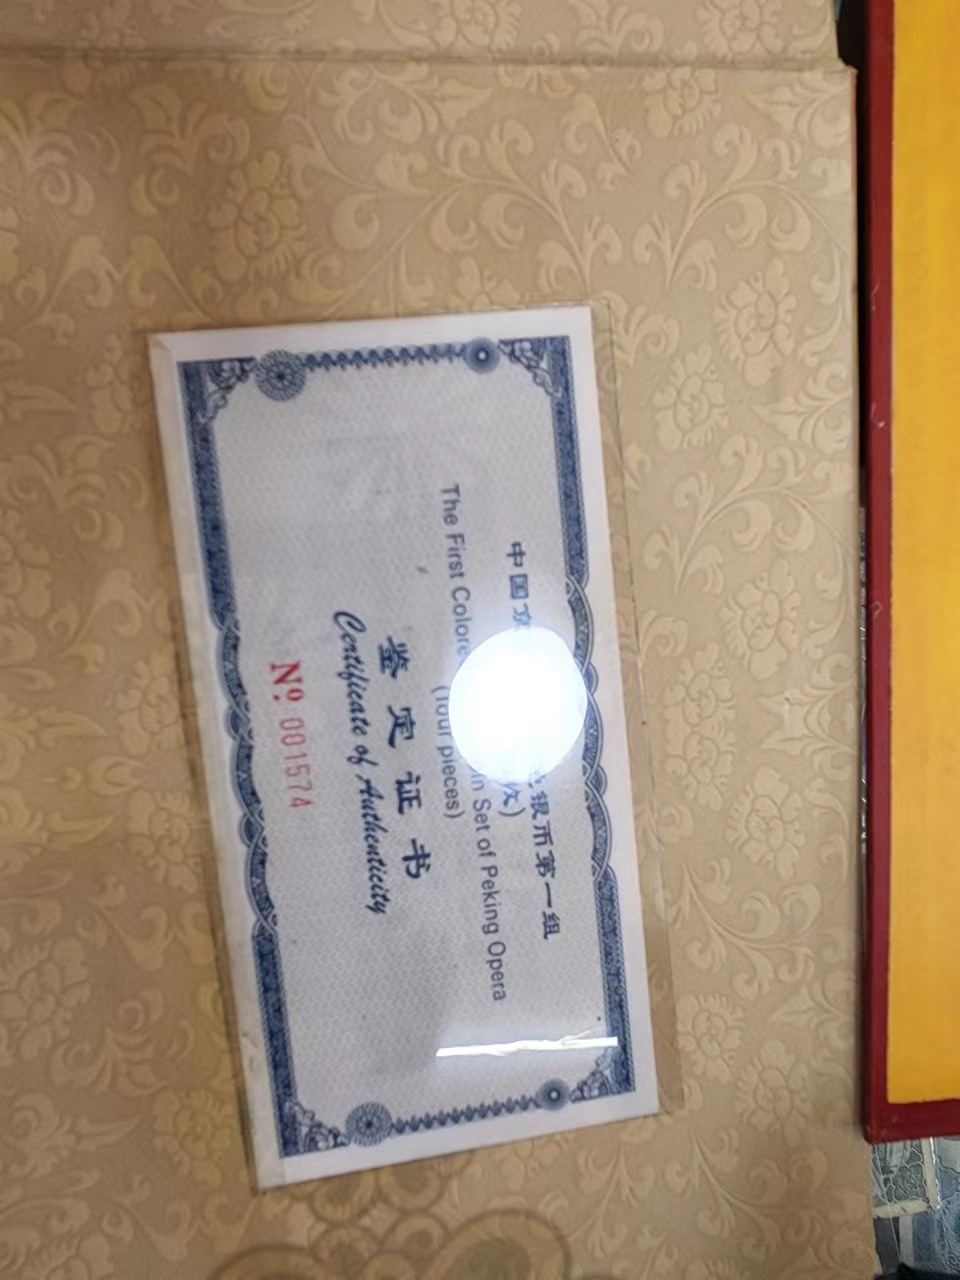 中国京 银币第一组
The First Colore in Set of Peking Opera
(four pieces)
鉴定证书
Certificate of Authenticity
Nº 001574